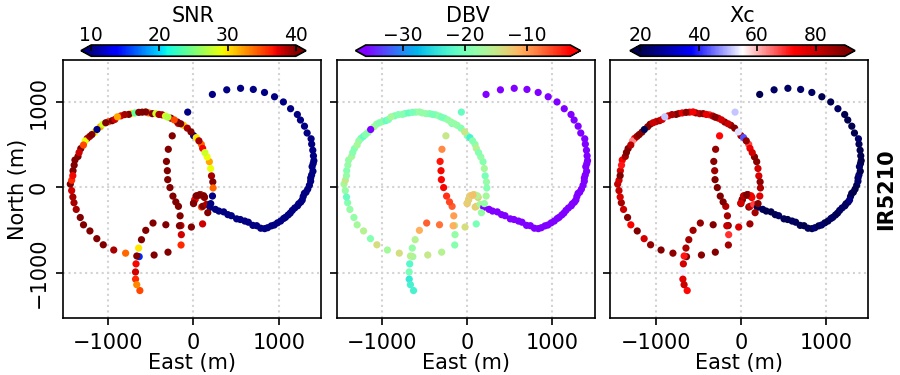 SNR DBV Xc
10 20 30 40 −30 −20 −10 20 40 60 80
1000
0
−1000
North (m)
IR5210
−1000 0 1000 −1000 0 1000 −1000 0 1000
East (m) East (m) East (m)